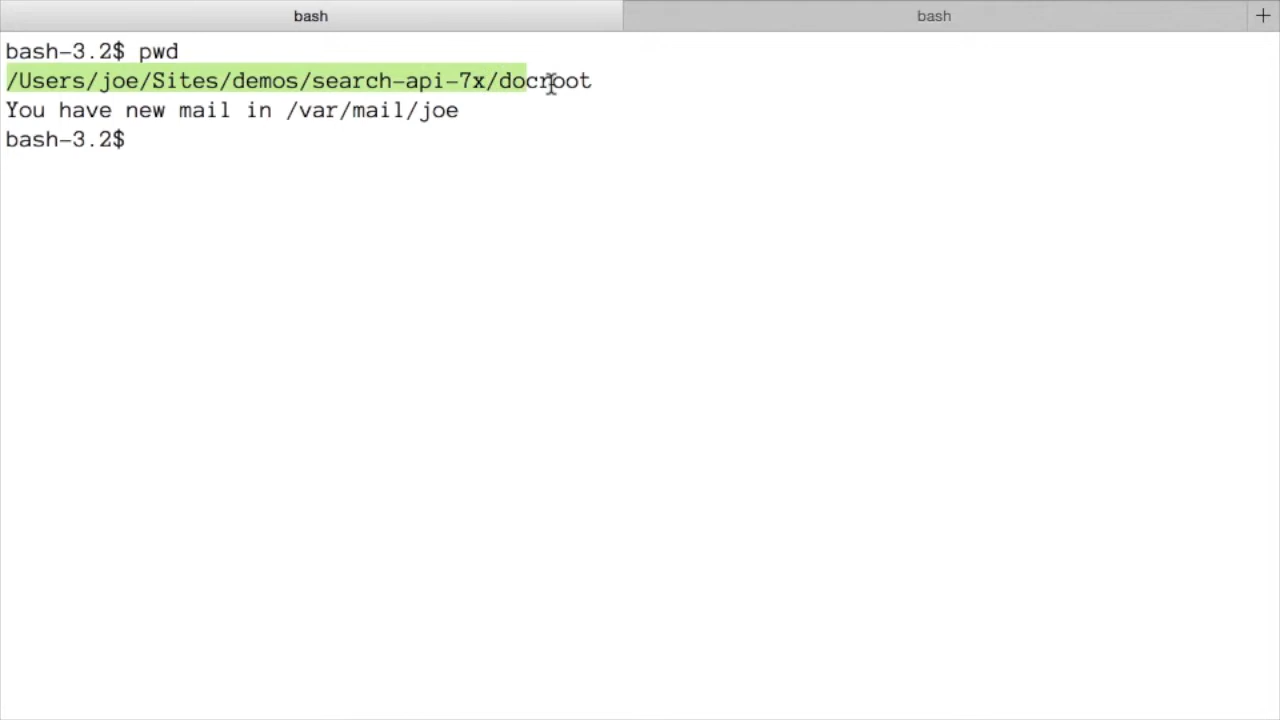 bash bash +
bash-3.2$ pwd
/Users/joe/Sites/demos/search-api-7x/docroot
You have new mail in /var/mail/joe
bash-3.2$